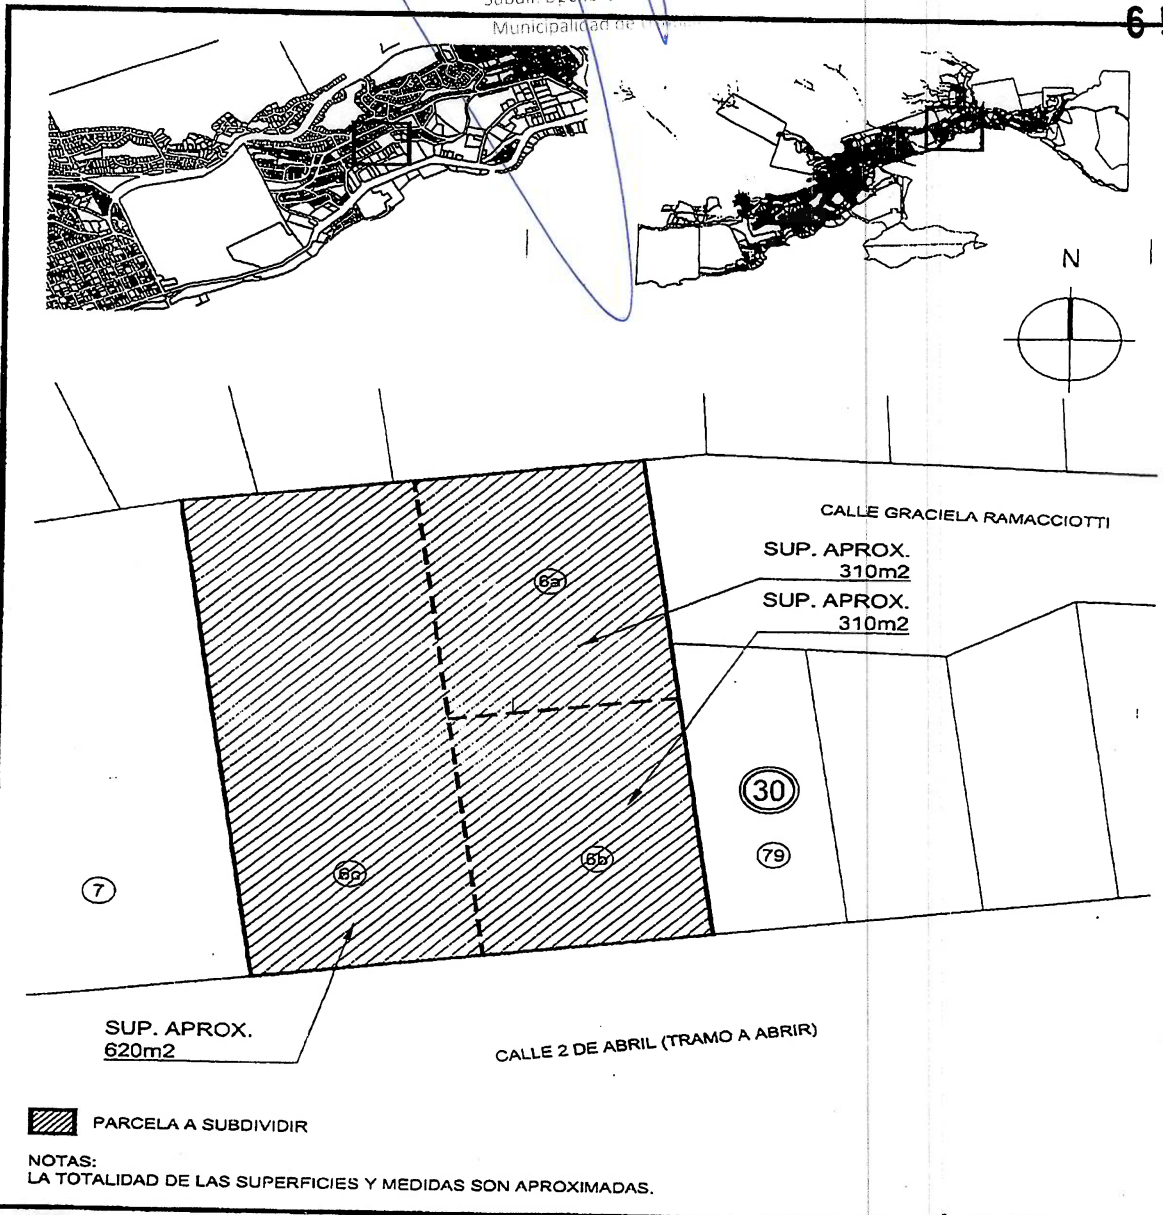 Municipalidad de
N
CALLE GRACIELA RAMACCIOTTI
SUP. APROX.
310m2
SUP. APROX.
310m2
6a
30
79
6b
6c
7
SUP. APROX.
620m2
CALLE 2 DE ABRIL (TRAMO A ABRIR)
PARCELA A SUBDIVIDIR
NOTAS:
LA TOTALIDAD DE LAS SUPERFICIES Y MEDIDAS SON APROXIMADAS.